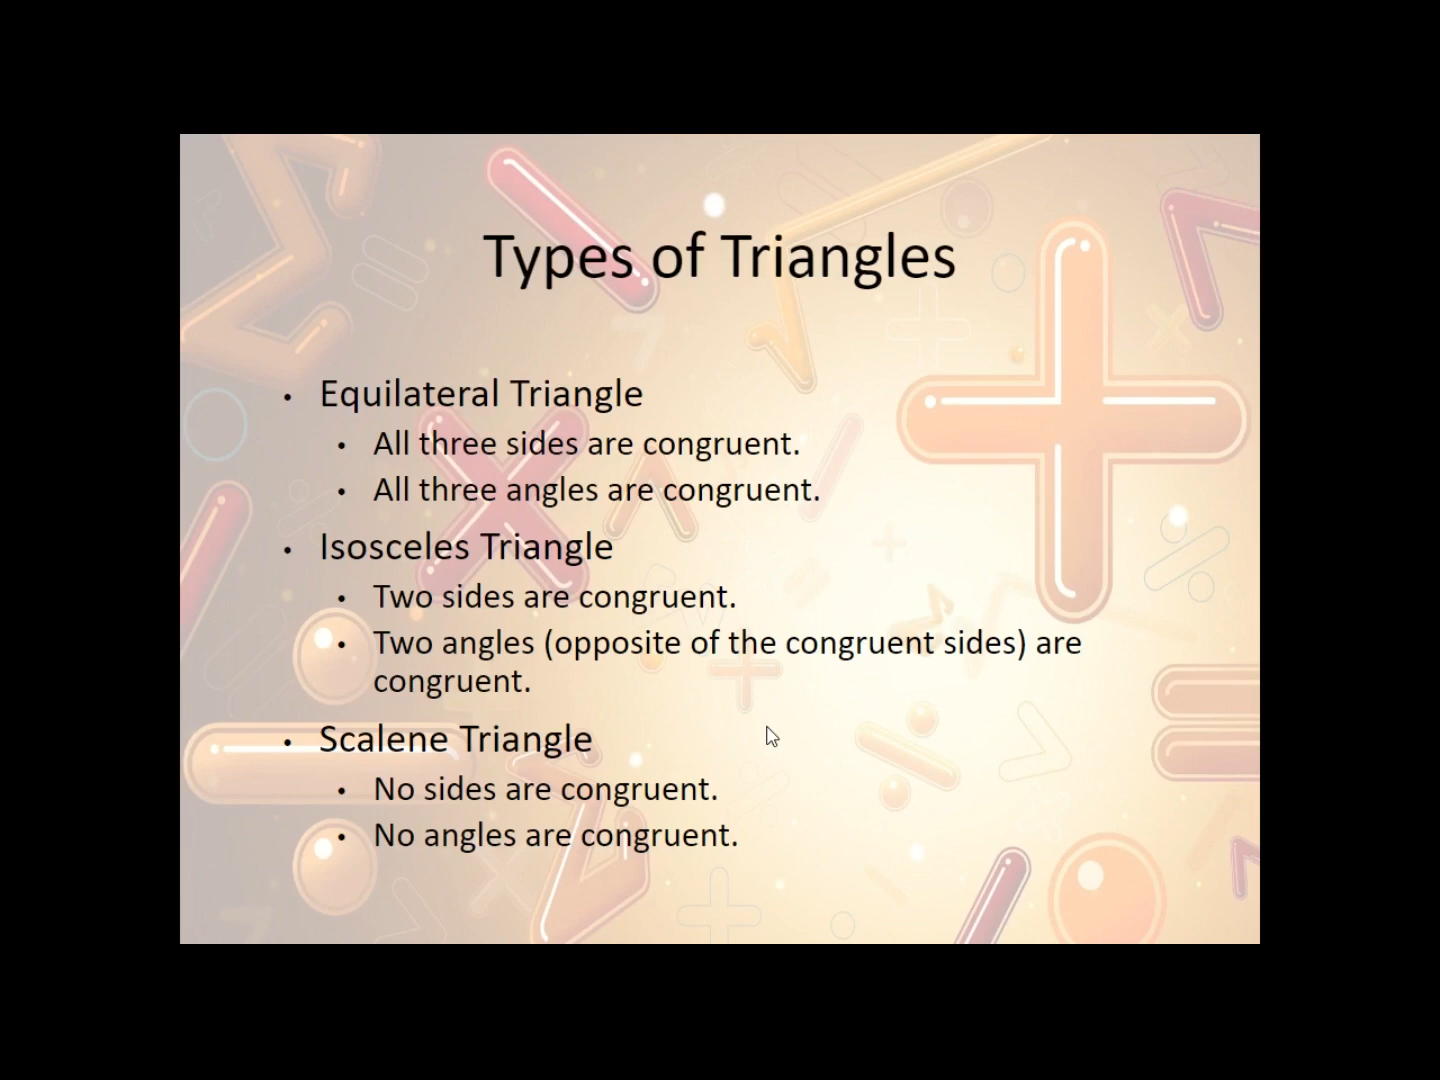 Types of Triangles
• Equilateral Triangle
• All three sides are congruent.
• All three angles are congruent.
• Isosceles Triangle
• Two sides are congruent.
• Two angles (opposite of the congruent sides) are
congruent.
• Scalene Triangle
• No sides are congruent.
• No angles are congruent.